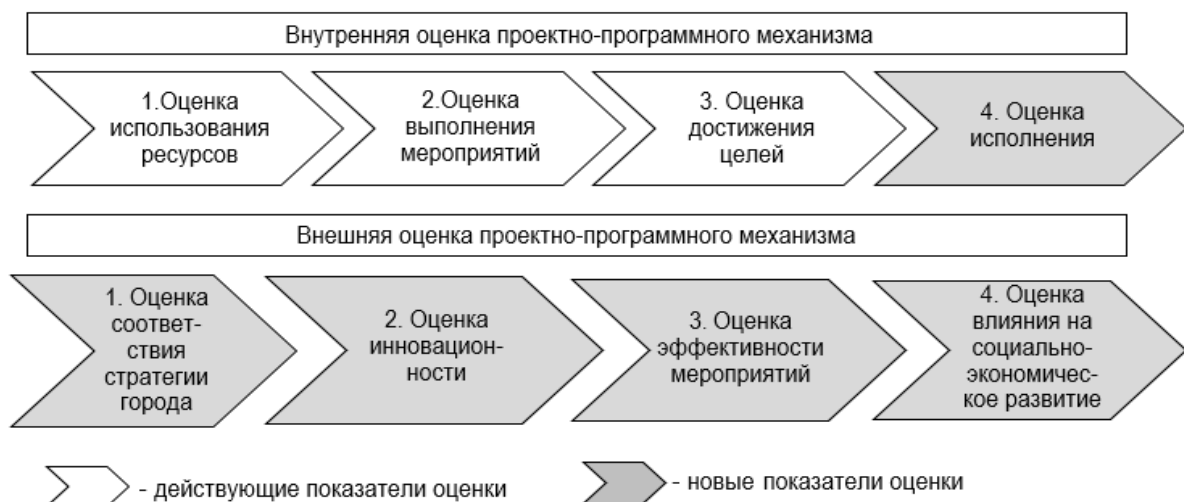 Внутренняя оценка проектно-программного механизма
1.Оценка
использования
ресурсов
2.Оценка
выполнения
мероприятий
3. Оценка
достижения
целей
4. Оценка
исполнения
Внешняя оценка проектно-программного механизма
1. Оценка
соответ-
ствия
стратегии
города
2. Оценка
инновацион-
ности
3. Оценка
эффективности
мероприятий
4. Оценка
влияния на
социально-
экономичес-
кое развитие
- действующие показатели оценки
- новые показатели оценки